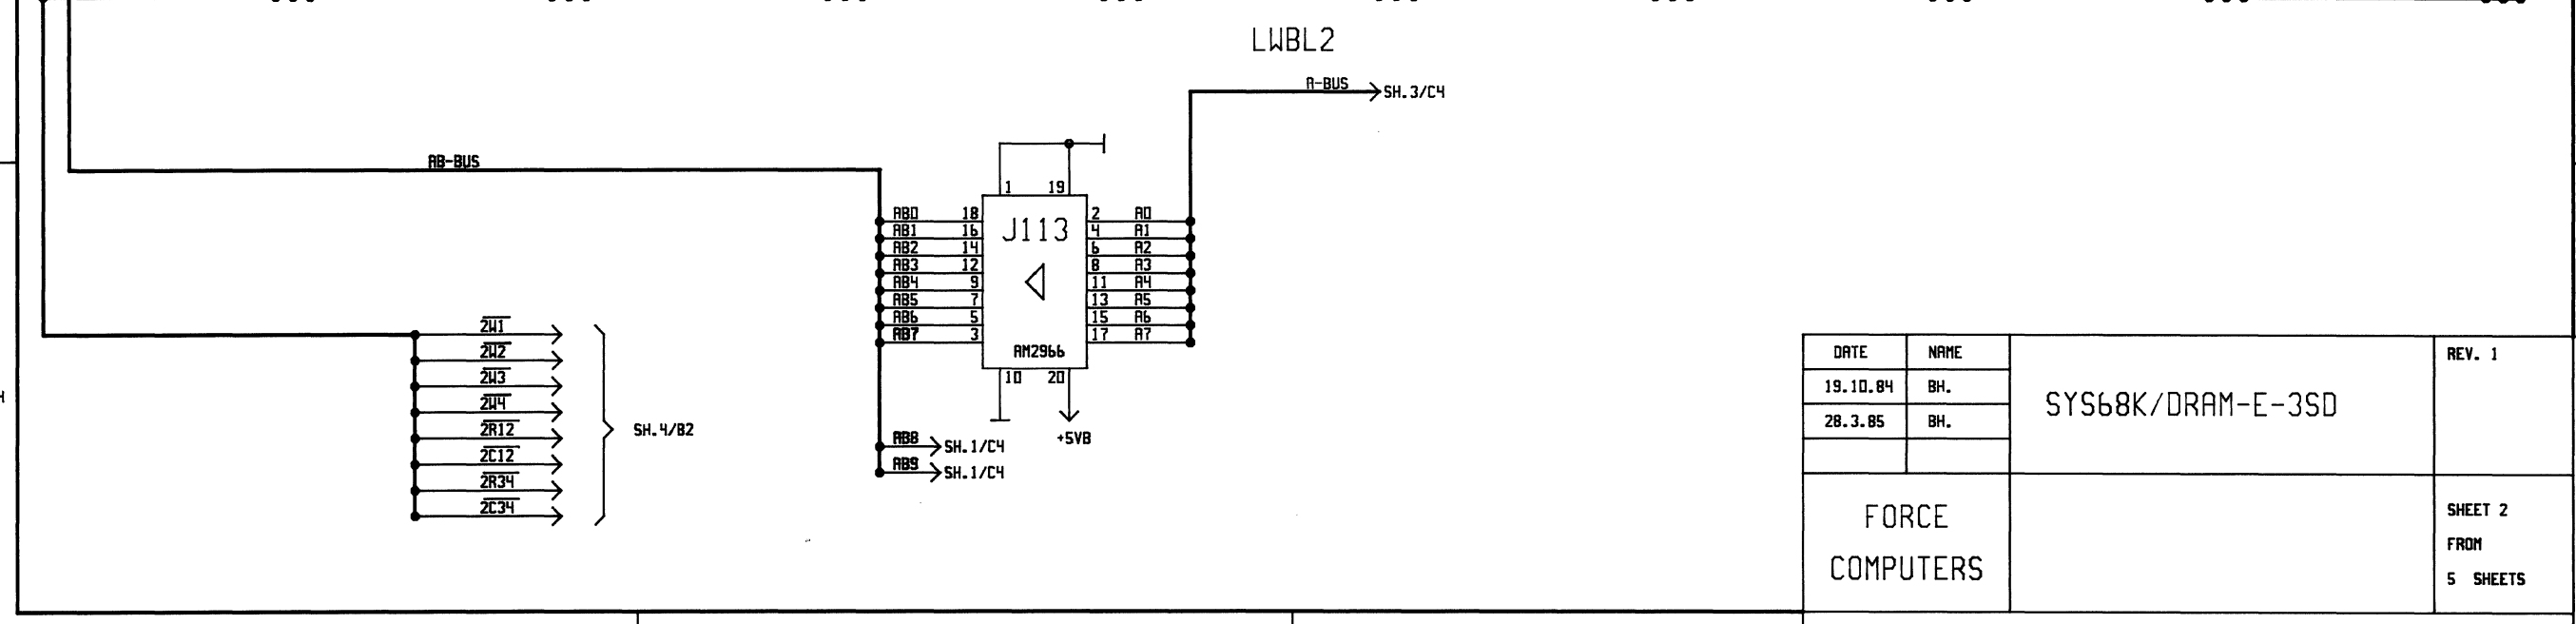 LWBL2
A-BUS
SH.3/C4
AB-BUS
1 19
AB0 18 2 A0
AB1 16 J113 4 A1
AB2 14 6 A2
AB3 12 8 A3
AB4 9 11 A4
AB5 7 13 A5
AB6 5 15 A6
AB7 3 17 A7
AM2966
10 20
+5VB
AB8 SH.1/C4
AB9 SH.1/C4
2W1
2W2
2W3
2W4
2R12
2C12
2R34
2C34
SH.4/B2
DATE NAME
19.10.84 BH.
28.3.85 BH.
SYS68K/DRAM-E-3SD
REV. 1
FORCE
COMPUTERS
SHEET 2
FROM
5 SHEETS